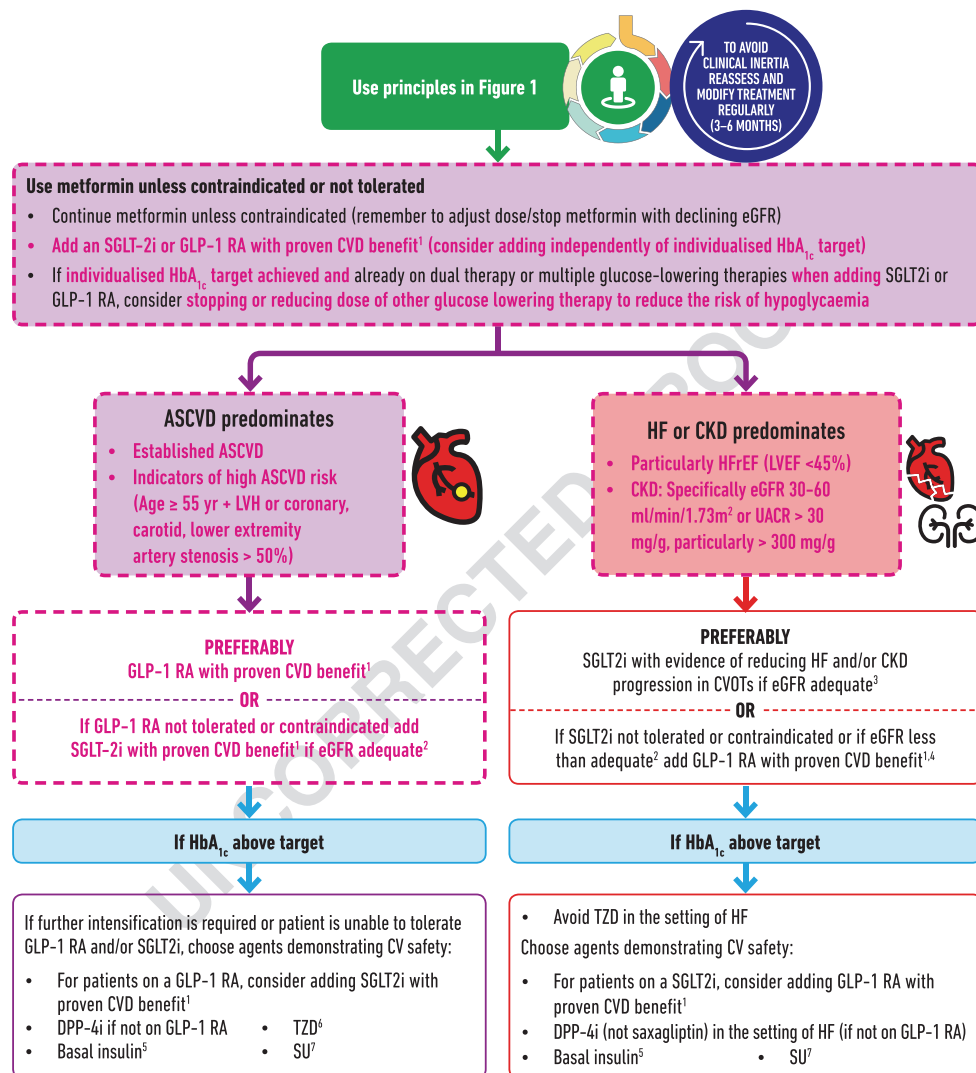 Use principles in Figure 1
TO AVOID
CLINICAL INERTIA
REASSESS AND
MODIFY TREATMENT
REGULARLY
(3–6 MONTHS)
Use metformin unless contraindicated or not tolerated
• Continue metformin unless contraindicated (remember to adjust dose/stop metformin with declining eGFR)
• Add an SGLT-2i or GLP-1 RA with proven CVD benefit¹ (consider adding independently of individualised HbA1c target)
• If individualised HbA1c target achieved and already on dual therapy or multiple glucose-lowering therapies when adding SGLT2i or
GLP-1 RA, consider stopping or reducing dose of other glucose lowering therapy to reduce the risk of hypoglycaemia
ASCVD predominates
• Established ASCVD
• Indicators of high ASCVD risk
(Age ≥ 55 yr + LVH or coronary,
carotid, lower extremity
artery stenosis > 50%)
HF or CKD predominates
• Particularly HFrEF (LVEF <45%)
• CKD: Specifically eGFR 30-60
ml/min/1.73m² or UACR > 30
mg/g, particularly > 300 mg/g
PREFERABLY
GLP-1 RA with proven CVD benefit¹
OR
If GLP-1 RA not tolerated or contraindicated add
SGLT-2i with proven CVD benefit¹ if eGFR adequate²
PREFERABLY
SGLT2i with evidence of reducing HF and/or CKD
progression in CVOTs if eGFR adequate³
OR
If SGLT2i not tolerated or contraindicated or if eGFR less
than adequate² add GLP-1 RA with proven CVD benefit¹,⁴
If HbA1c above target
If HbA1c above target
If further intensification is required or patient is unable to tolerate
GLP-1 RA and/or SGLT2i, choose agents demonstrating CV safety:
• For patients on a GLP-1 RA, consider adding SGLT2i with
proven CVD benefit¹
• DPP-4i if not on GLP-1 RA • TZD⁶
• Basal insulin⁵ • SU⁷
• Avoid TZD in the setting of HF
Choose agents demonstrating CV safety:
• For patients on a SGLT2i, consider adding GLP-1 RA with
proven CVD benefit¹
• DPP-4i (not saxagliptin) in the setting of HF (if not on GLP-1 RA)
• Basal insulin⁵ • SU⁷
UNCORRECTED